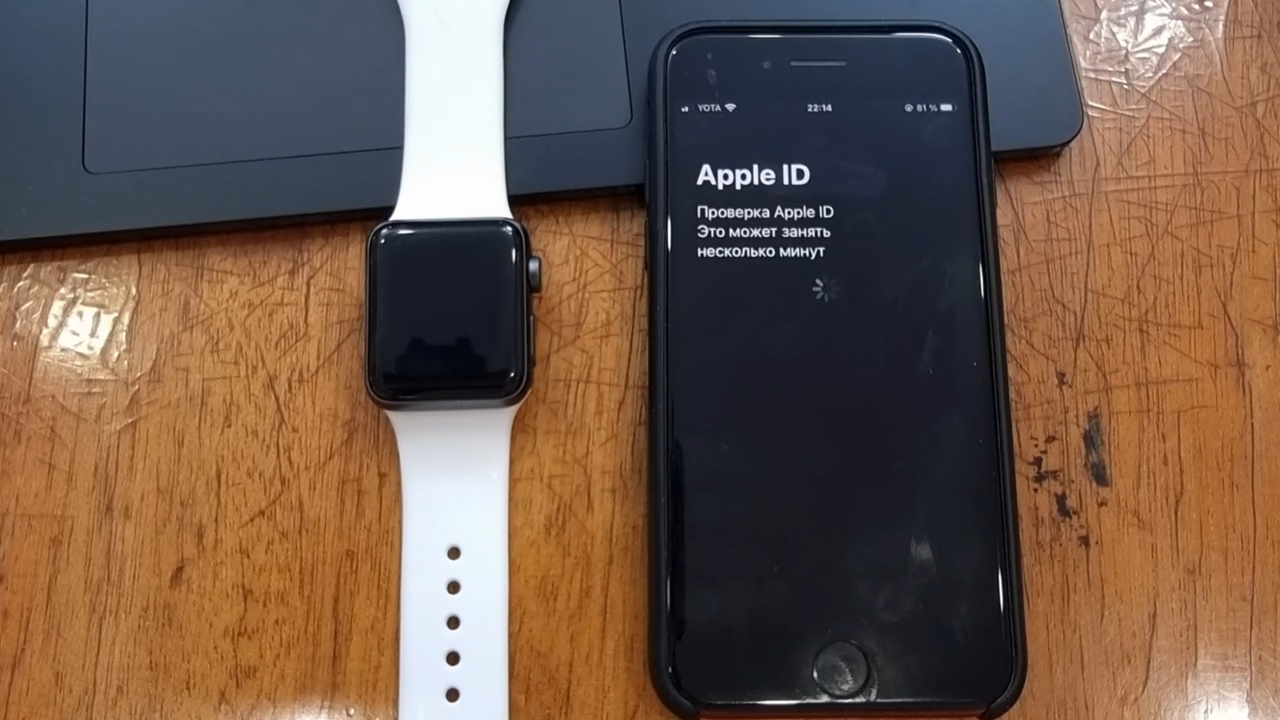 YOTA 22:14 81 %
Apple ID
Проверка Apple ID
Это может занять
несколько минут